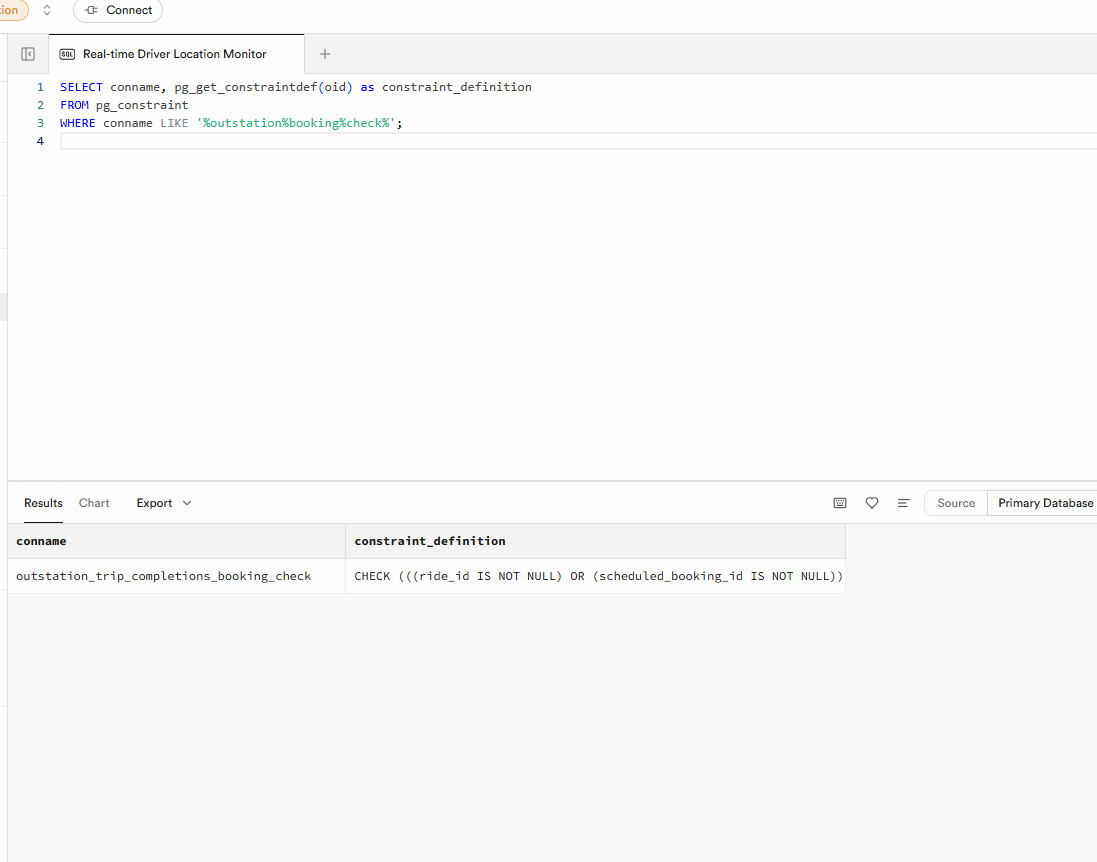 tion
Connect
SQL Real-time Driver Location Monitor
1 SELECT conname, pg_get_constraintdef(oid) as constraint_definition
2 FROM pg_constraint
3 WHERE conname LIKE '%outstation%booking%check%';
4
Results Chart Export Source Primary Database
conname constraint_definition
outstation_trip_completions_booking_check CHECK (((ride_id IS NOT NULL) OR (scheduled_booking_id IS NOT NULL))